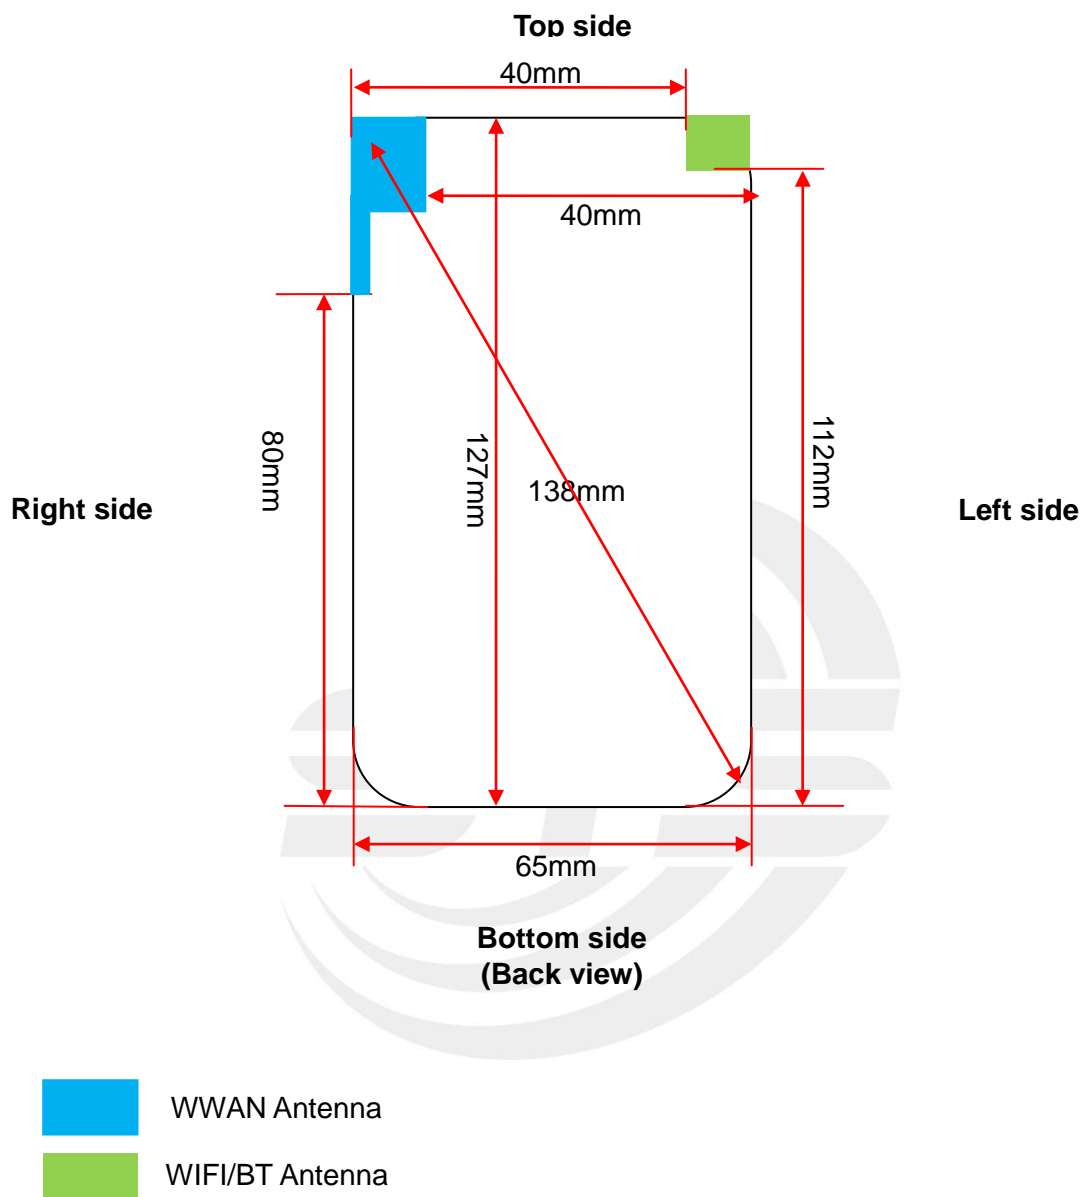 Top side
40mm
40mm
80mm
127mm
138mm
112mm
Right side
Left side
65mm
Bottom side
(Back view)
WWAN Antenna
WIFI/BT Antenna